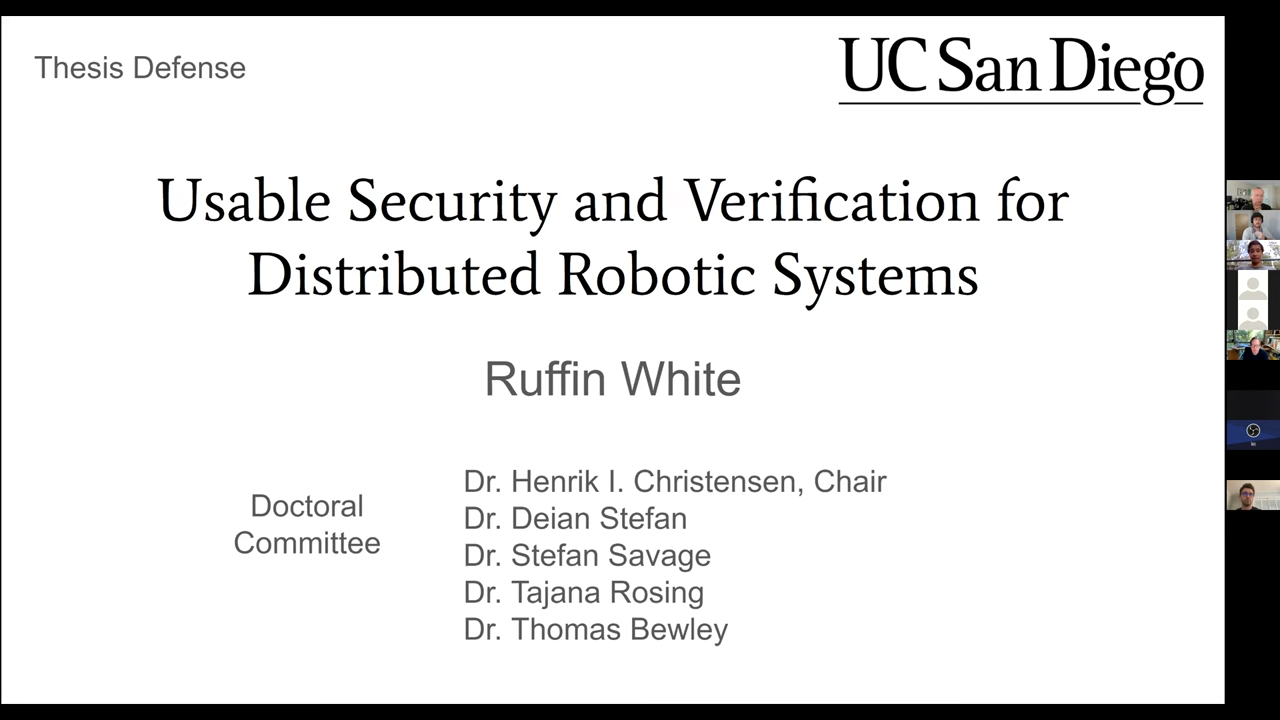 Thesis Defense
UC San Diego
Usable Security and Verification for
Distributed Robotic Systems
Ruffin White
Doctoral
Committee
Dr. Henrik I. Christensen, Chair
Dr. Deian Stefan
Dr. Stefan Savage
Dr. Tajana Rosing
Dr. Thomas Bewley